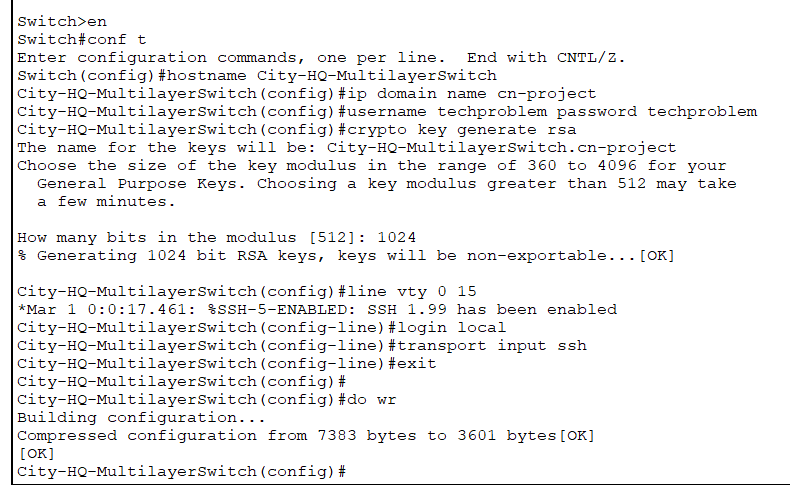 Switch>en
Switch#conf t
Enter configuration commands, one per line.  End with CNTL/Z.
Switch(config)#hostname City-HQ-MultilayerSwitch
City-HQ-MultilayerSwitch(config)#ip domain name cn-project
City-HQ-MultilayerSwitch(config)#username techproblem password techproblem
City-HQ-MultilayerSwitch(config)#crypto key generate rsa
The name for the keys will be: City-HQ-MultilayerSwitch.cn-project
Choose the size of the key modulus in the range of 360 to 4096 for your
  General Purpose Keys. Choosing a key modulus greater than 512 may take
  a few minutes.

How many bits in the modulus [512]: 1024
% Generating 1024 bit RSA keys, keys will be non-exportable...[OK]

City-HQ-MultilayerSwitch(config)#line vty 0 15
*Mar 1 0:0:17.461: %SSH-5-ENABLED: SSH 1.99 has been enabled
City-HQ-MultilayerSwitch(config-line)#login local
City-HQ-MultilayerSwitch(config-line)#transport input ssh
City-HQ-MultilayerSwitch(config-line)#exit
City-HQ-MultilayerSwitch(config)#
City-HQ-MultilayerSwitch(config)#do wr
Building configuration...
Compressed configuration from 7383 bytes to 3601 bytes[OK]
[OK]
City-HQ-MultilayerSwitch(config)#